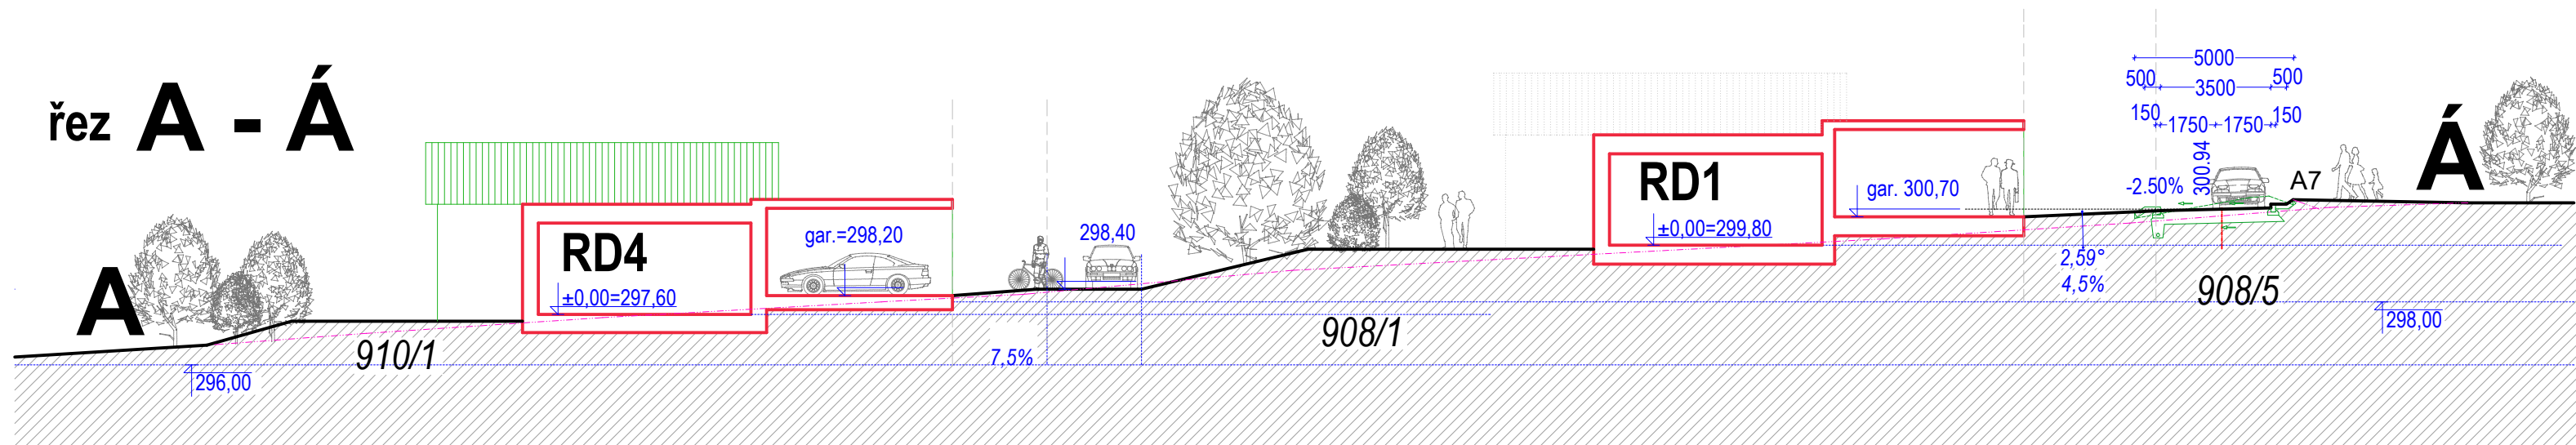 řez A - Á
A
910/1
296,00
RD4
±0,00=297,60
gar.=298,20
7,5%
298,40
908/1
RD1
±0,00=299,80
gar. 300,70
2,59°
4,5%
5000
500
3500
500
150
1750
1750
150
-2.50%
300.94
A7
Á
908/5
298,00